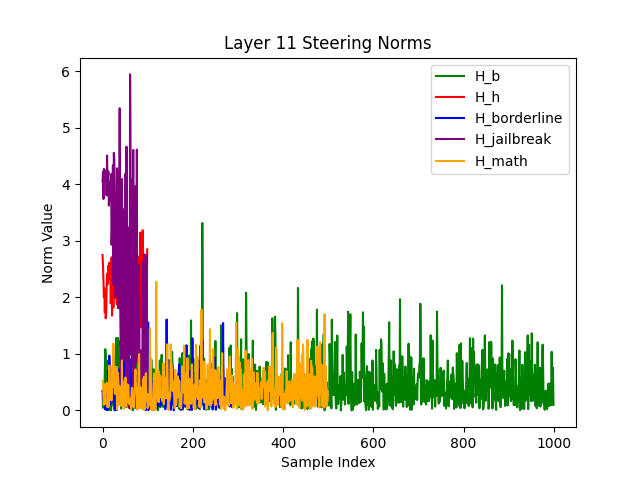 Layer 11 Steering Norms
Norm Value
6
5
4
3
2
1
0
H_b
H_h
H_borderline
H_jailbreak
H_math
0
200
400
600
800
1000
Sample Index